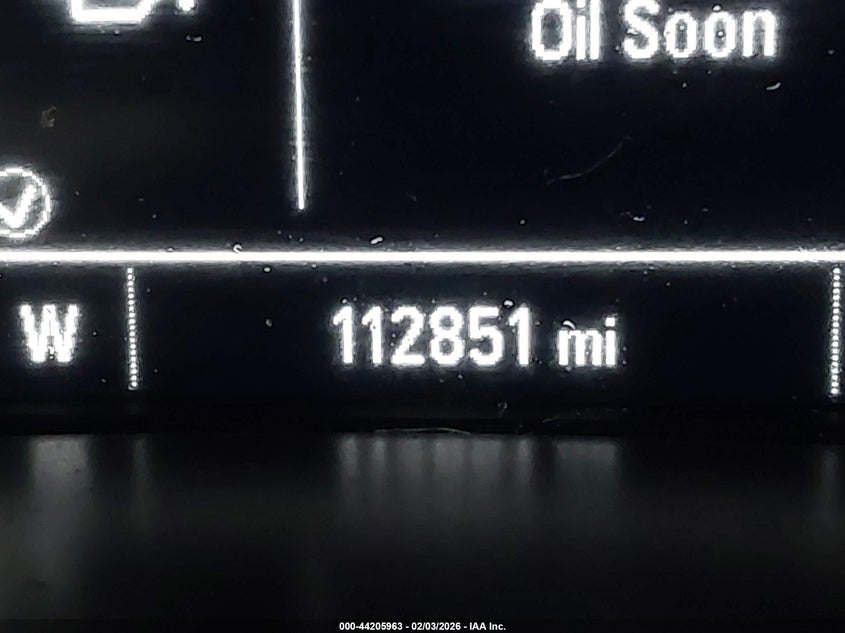 Oil Soon
W
112851 mi
000-44205963 - 02/03/2026 - IAA Inc.